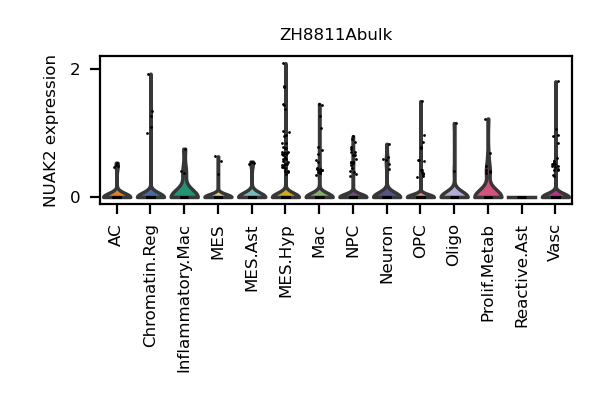 ZH8811Abulk
NUAK2 expression
2
0
AC
Chromatin.Reg
Inflammatory.Mac
MES
MES.Ast
MES.Hyp
Mac
NPC
Neuron
OPC
Oligo
Prolif.Metab
Reactive.Ast
Vasc